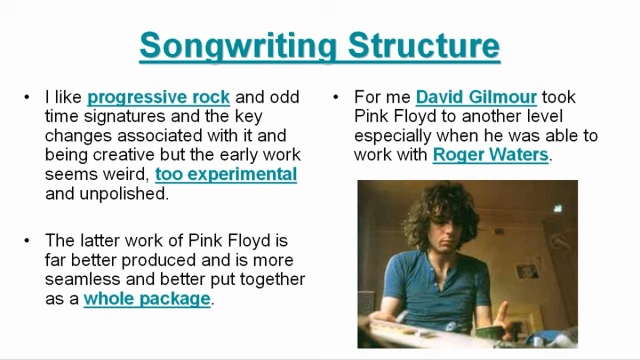 Songwriting Structure
• I like progressive rock and odd
time signatures and the key
changes associated with it and
being creative but the early work
seems weird, too experimental
and unpolished.
• The latter work of Pink Floyd is
far better produced and is more
seamless and better put together
as a whole package.
• For me David Gilmour took
Pink Floyd to another level
especially when he was able to
work with Roger Waters.